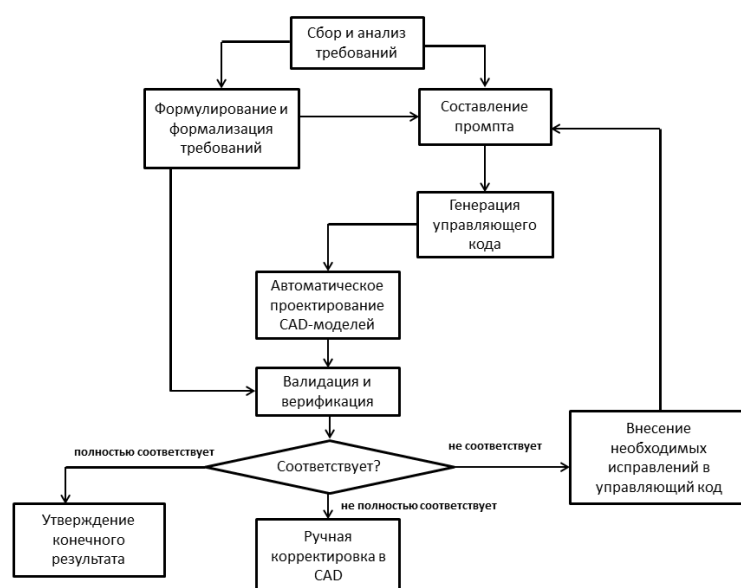 Сбор и анализ
требований
Формулирование и
формализация
требований
Составление
промпта
Генерация
управляющего
кода
Автоматическое
проектирование
CAD-моделей
Валидация и
верификация
полностью соответствует
Соответствует?
не соответствует
Внесение
необходимых
исправлений в
управляющий код
не полностью соответствует
Утверждение
конечного
результата
Ручная
корректировка в
CAD